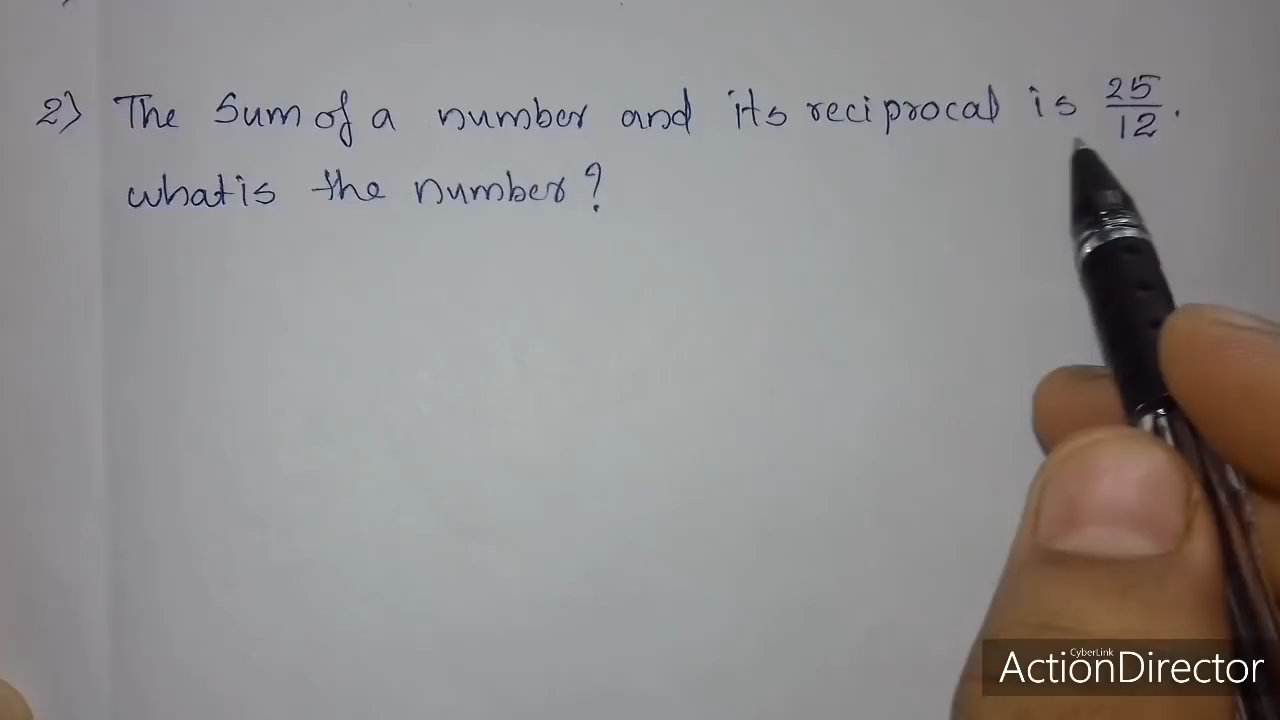 2) The Sum of a number and its reciprocal is 25/12.
what is the number?
CyberLink
ActionDirector